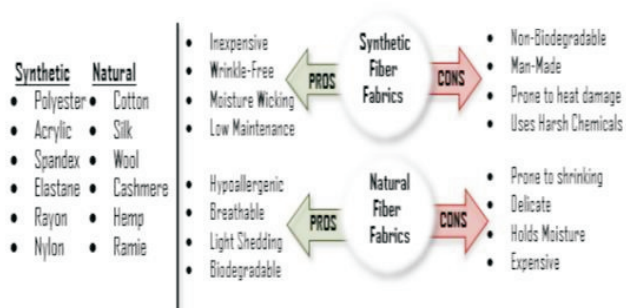 Synthetic Natural
Polyester Cotton
Acrylic Silk
Spandex Wool
Elastane Cashmere
Rayon Hemp
Nylon Ramie
Inexpensive
Wrinkle-Free
Moisture Wicking
Low Maintenance
PROS
Synthetic
Fiber
Fabrics
CONS
Non-Biodegradable
Man-Made
Prone to heat damage
Uses Harsh Chemicals
Hypoallergenic
Breathable
Light Shedding
Biodegradable
PROS
Natural
Fiber
Fabrics
CONS
Prone to shrinking
Delicate
Holds Moisture
Expensive